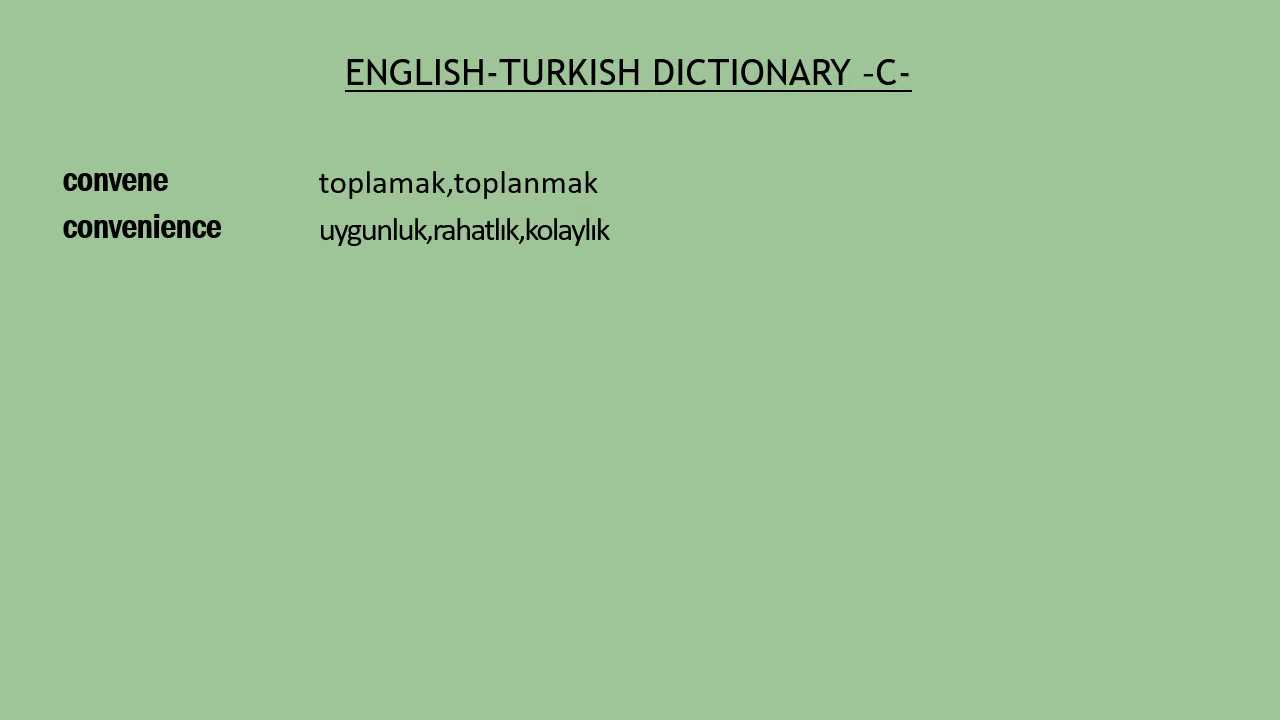 ENGLISH-TURKISH DICTIONARY –C-
convene toplamak,toplanmak
convenience uygunluk,rahatlık,kolaylık